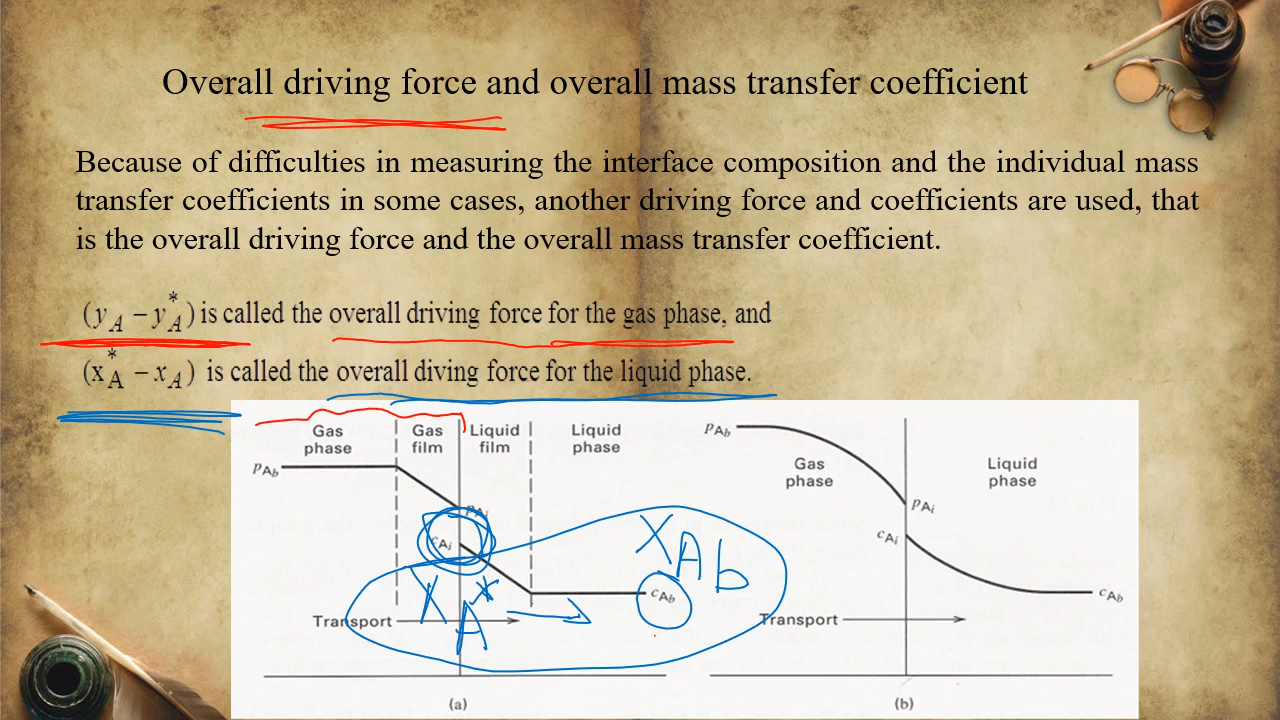 Overall driving force and overall mass transfer coefficient
Because of difficulties in measuring the interface composition and the individual mass
transfer coefficients in some cases, another driving force and coefficients are used, that
is the overall driving force and the overall mass transfer coefficient.
(y_A − y*_A) is called the overall driving force for the gas phase, and
(x*_A − x_A) is called the overall diving force for the liquid phase.
Gas phase
Gas film
Liquid film
Liquid phase
p_Ab
p_Ai
c_Ai
c_Ab
X_Ab
X_A*
Transport
(a)
p_Ab
Gas phase
Liquid phase
p_Ai
c_Ai
c_Ab
Transport
(b)